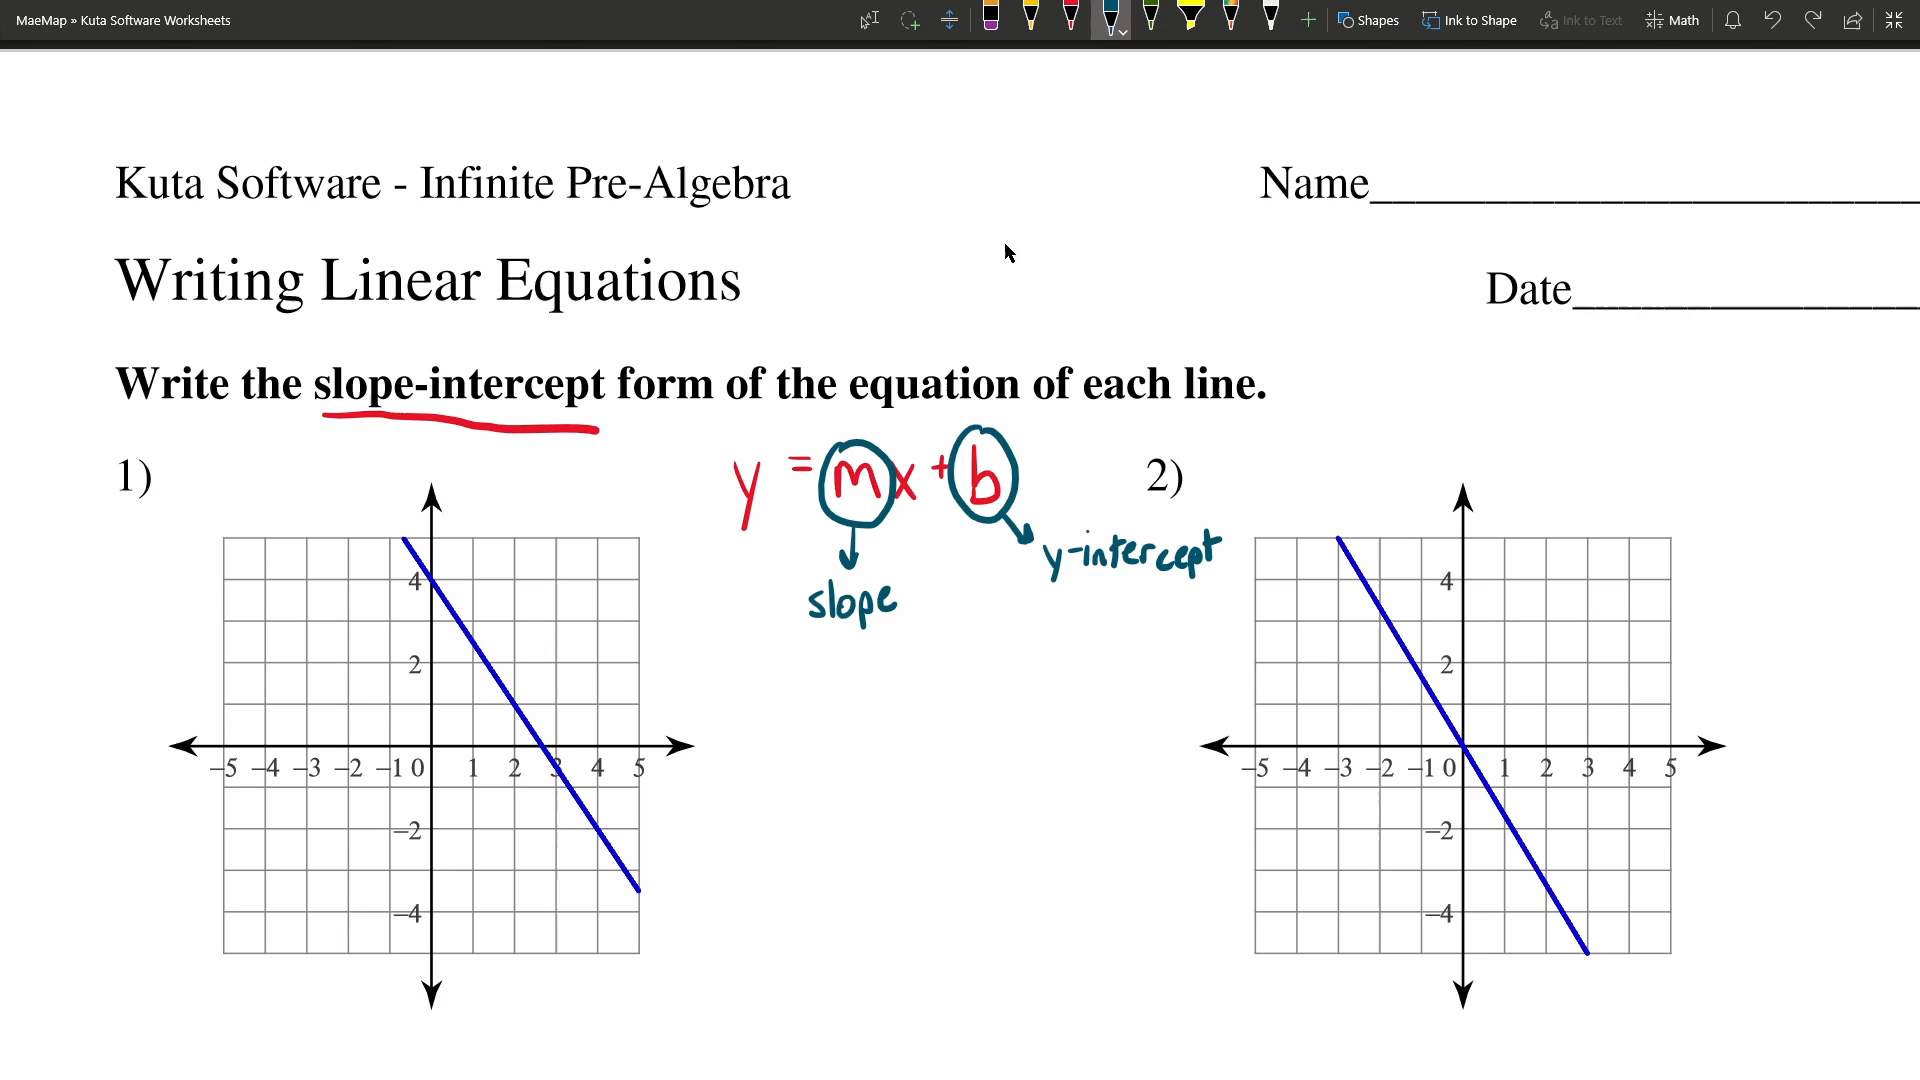 MaeMap » Kuta Software Worksheets
Shapes Ink to Shape Ink to Text Math
Kuta Software - Infinite Pre-Algebra Name
Writing Linear Equations Date
Write the slope-intercept form of the equation of each line.
1)
y = mx + b
slope
y-intercept
4
2
−5 −4 −3 −2 −1 0 1 2 3 4 5
−2
−4
2)
4
2
−5 −4 −3 −2 −1 0 1 2 3 4 5
−2
−4